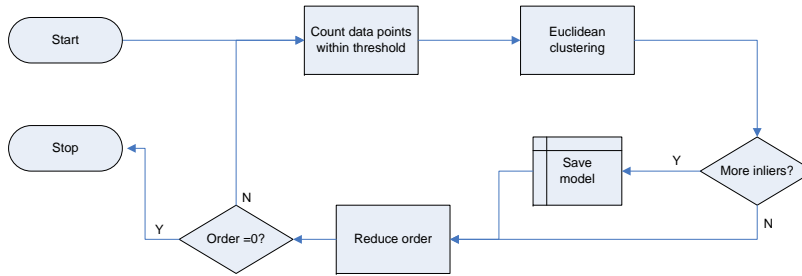 Start
Count data points
within threshold
Euclidean
clustering
Stop
Save
model
Y
More inliers?
N
N
Y
Order =0?
Reduce order